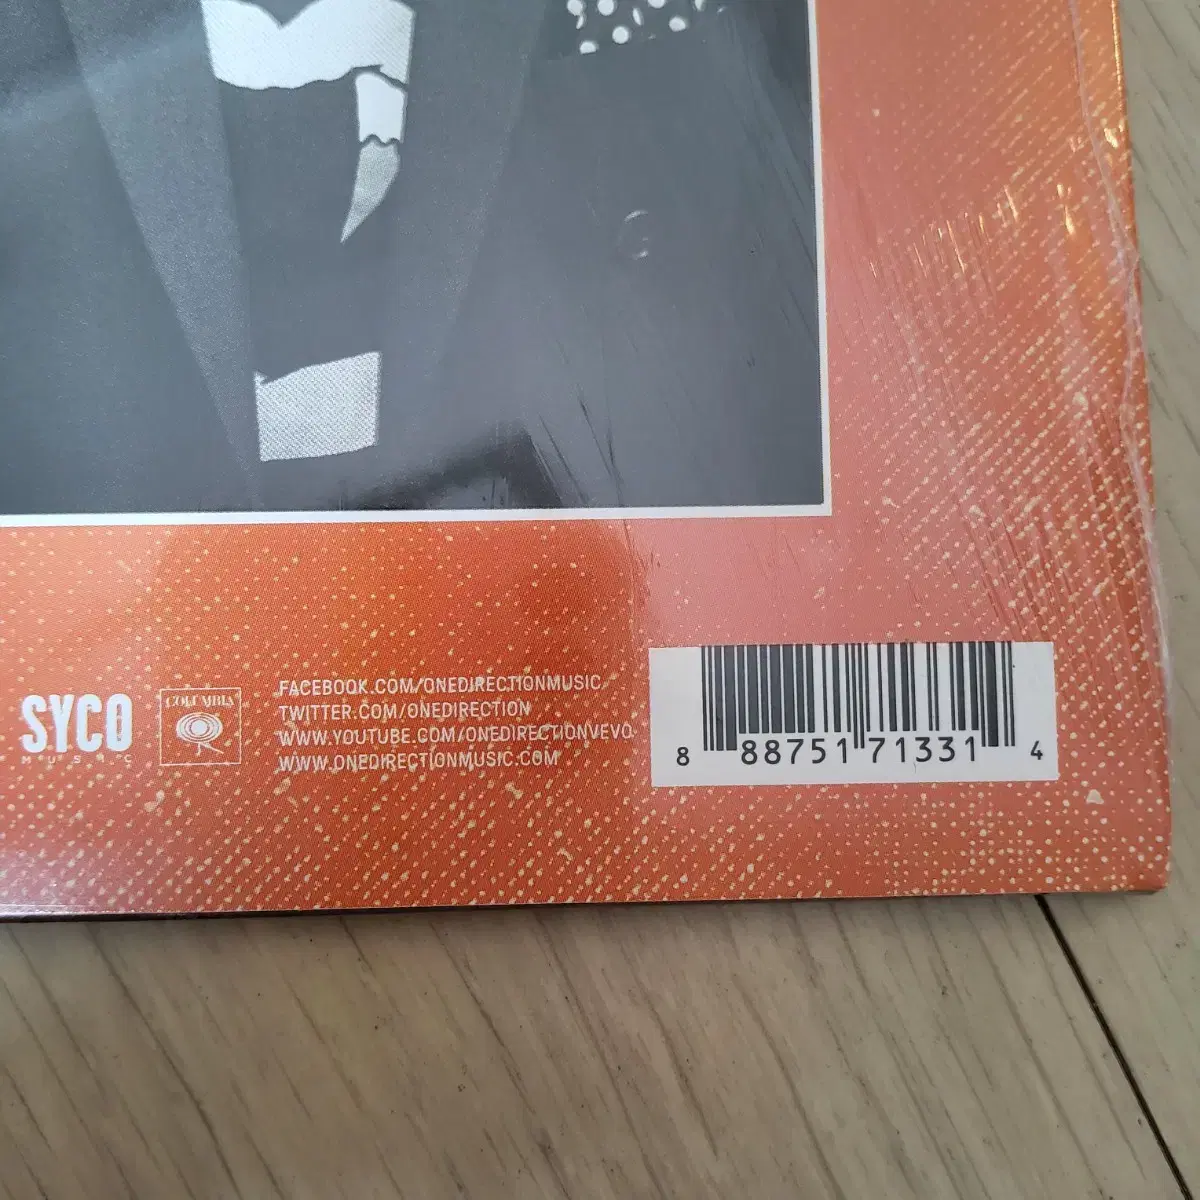 SYCO
MUSIC
COLUMBIA
FACEBOOK.COM/ONEDIRECTIONMUSIC
TWITTER.COM/ONEDIRECTION
WWW.YOUTUBE.COM/ONEDIRECTIONVEVO
WWW.ONEDIRECTIONMUSIC.COM
8 88751 71331 4